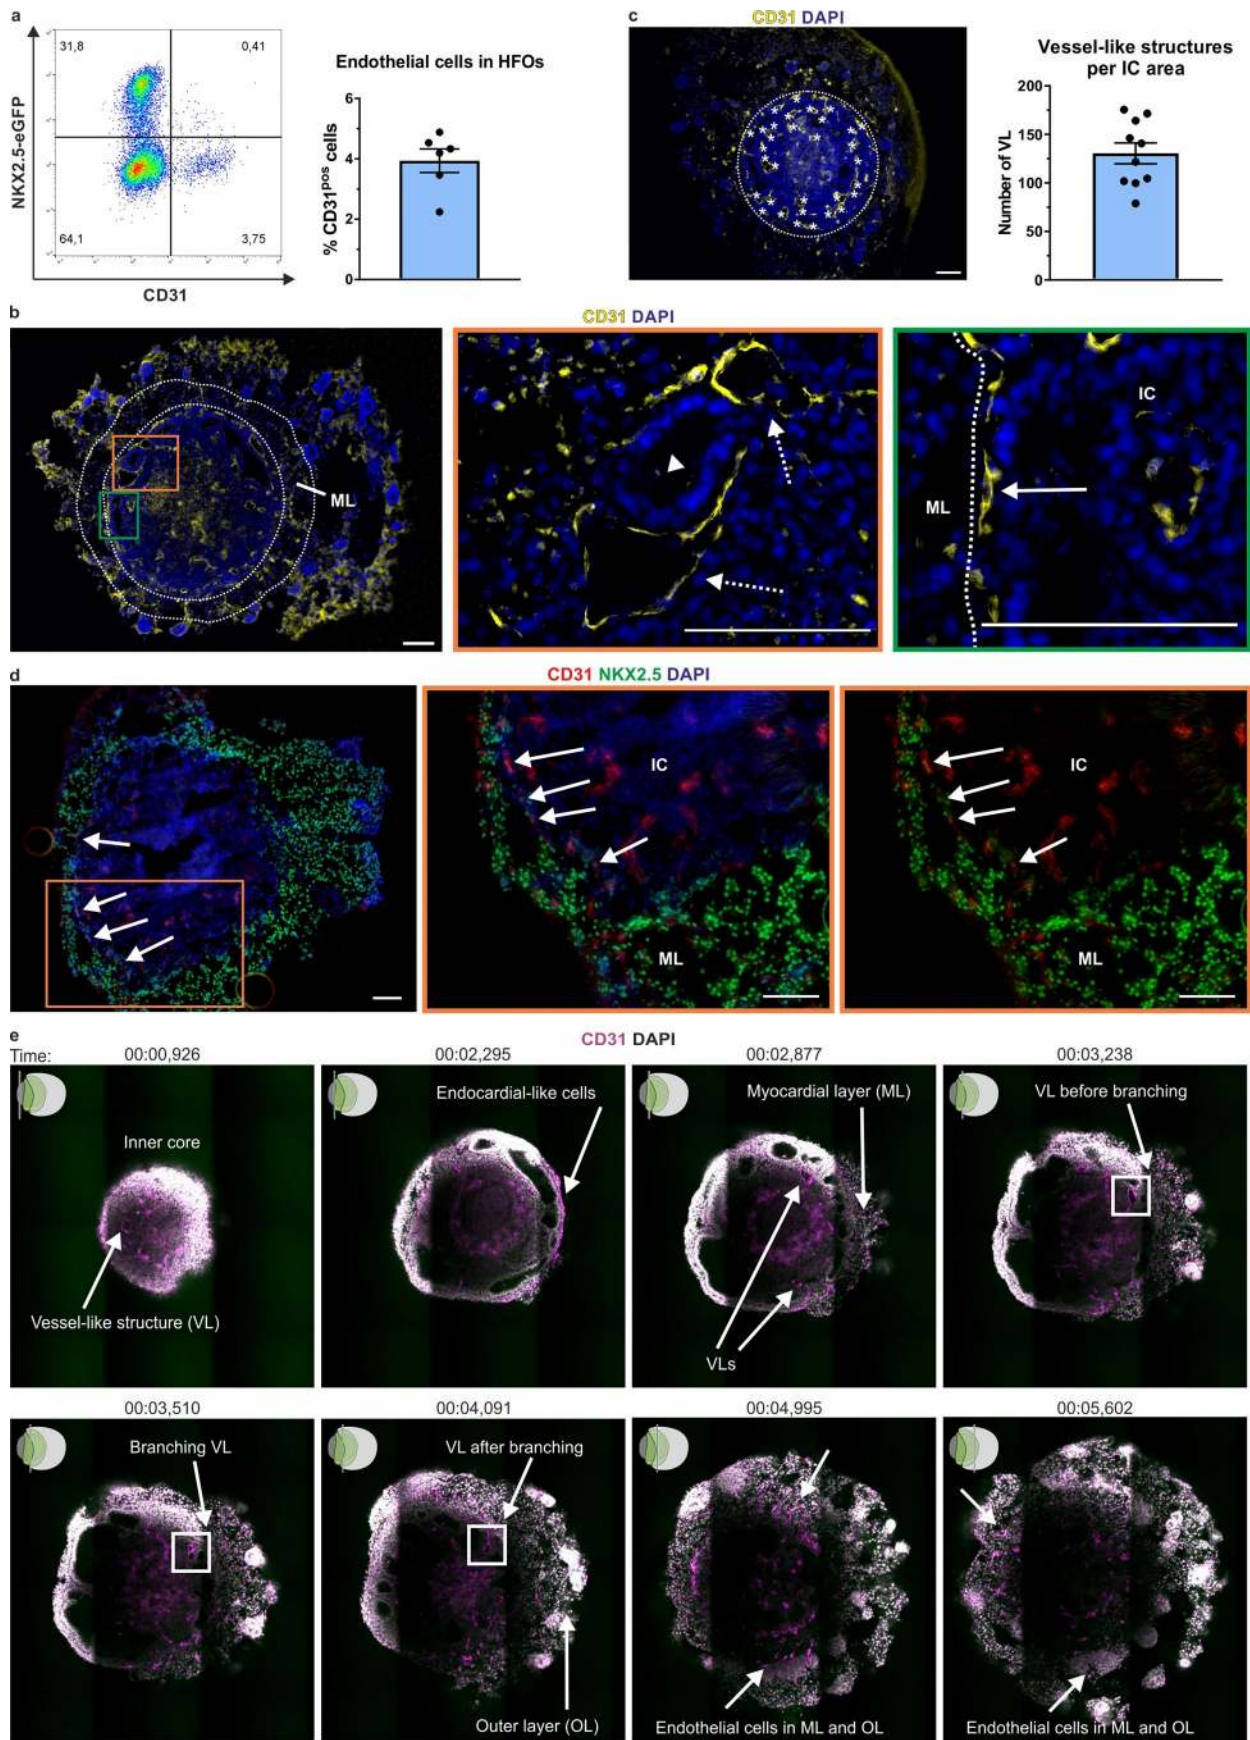 a
NKX2.5-eGFP
31,8
0,41
64,1
3,75
CD31
Endothelial cells in HFOs
% CD31pos cells
6
4
2
0
c
CD31 DAPI
Vessel-like structures
per IC area
Number of VL
200
150
100
50
0
b
CD31 DAPI
ML
IC
ML
d
CD31 NKX2.5 DAPI
IC
ML
IC
ML
e
CD31 DAPI
Time:
00:00,926
00:02,295
00:02,877
00:03,238
Inner core
Vessel-like structure (VL)
Endocardial-like cells
Myocardial layer (ML)
VLs
VL before branching
00:03,510
00:04,091
00:04,995
00:05,602
Branching VL
VL after branching
Outer layer (OL)
Endothelial cells in ML and OL
Endothelial cells in ML and OL